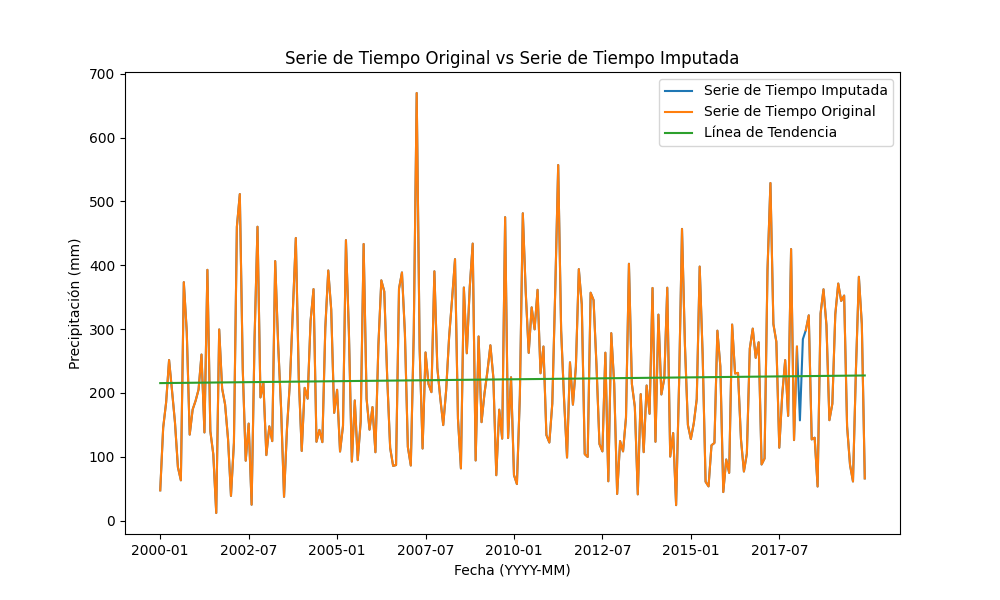 Serie de Tiempo Original vs Serie de Tiempo Imputada
Serie de Tiempo Imputada
Serie de Tiempo Original
Línea de Tendencia
Precipitación (mm)
700
600
500
400
300
200
100
0
2000-01 2002-07 2005-01 2007-07 2010-01 2012-07 2015-01 2017-07
Fecha (YYYY-MM)